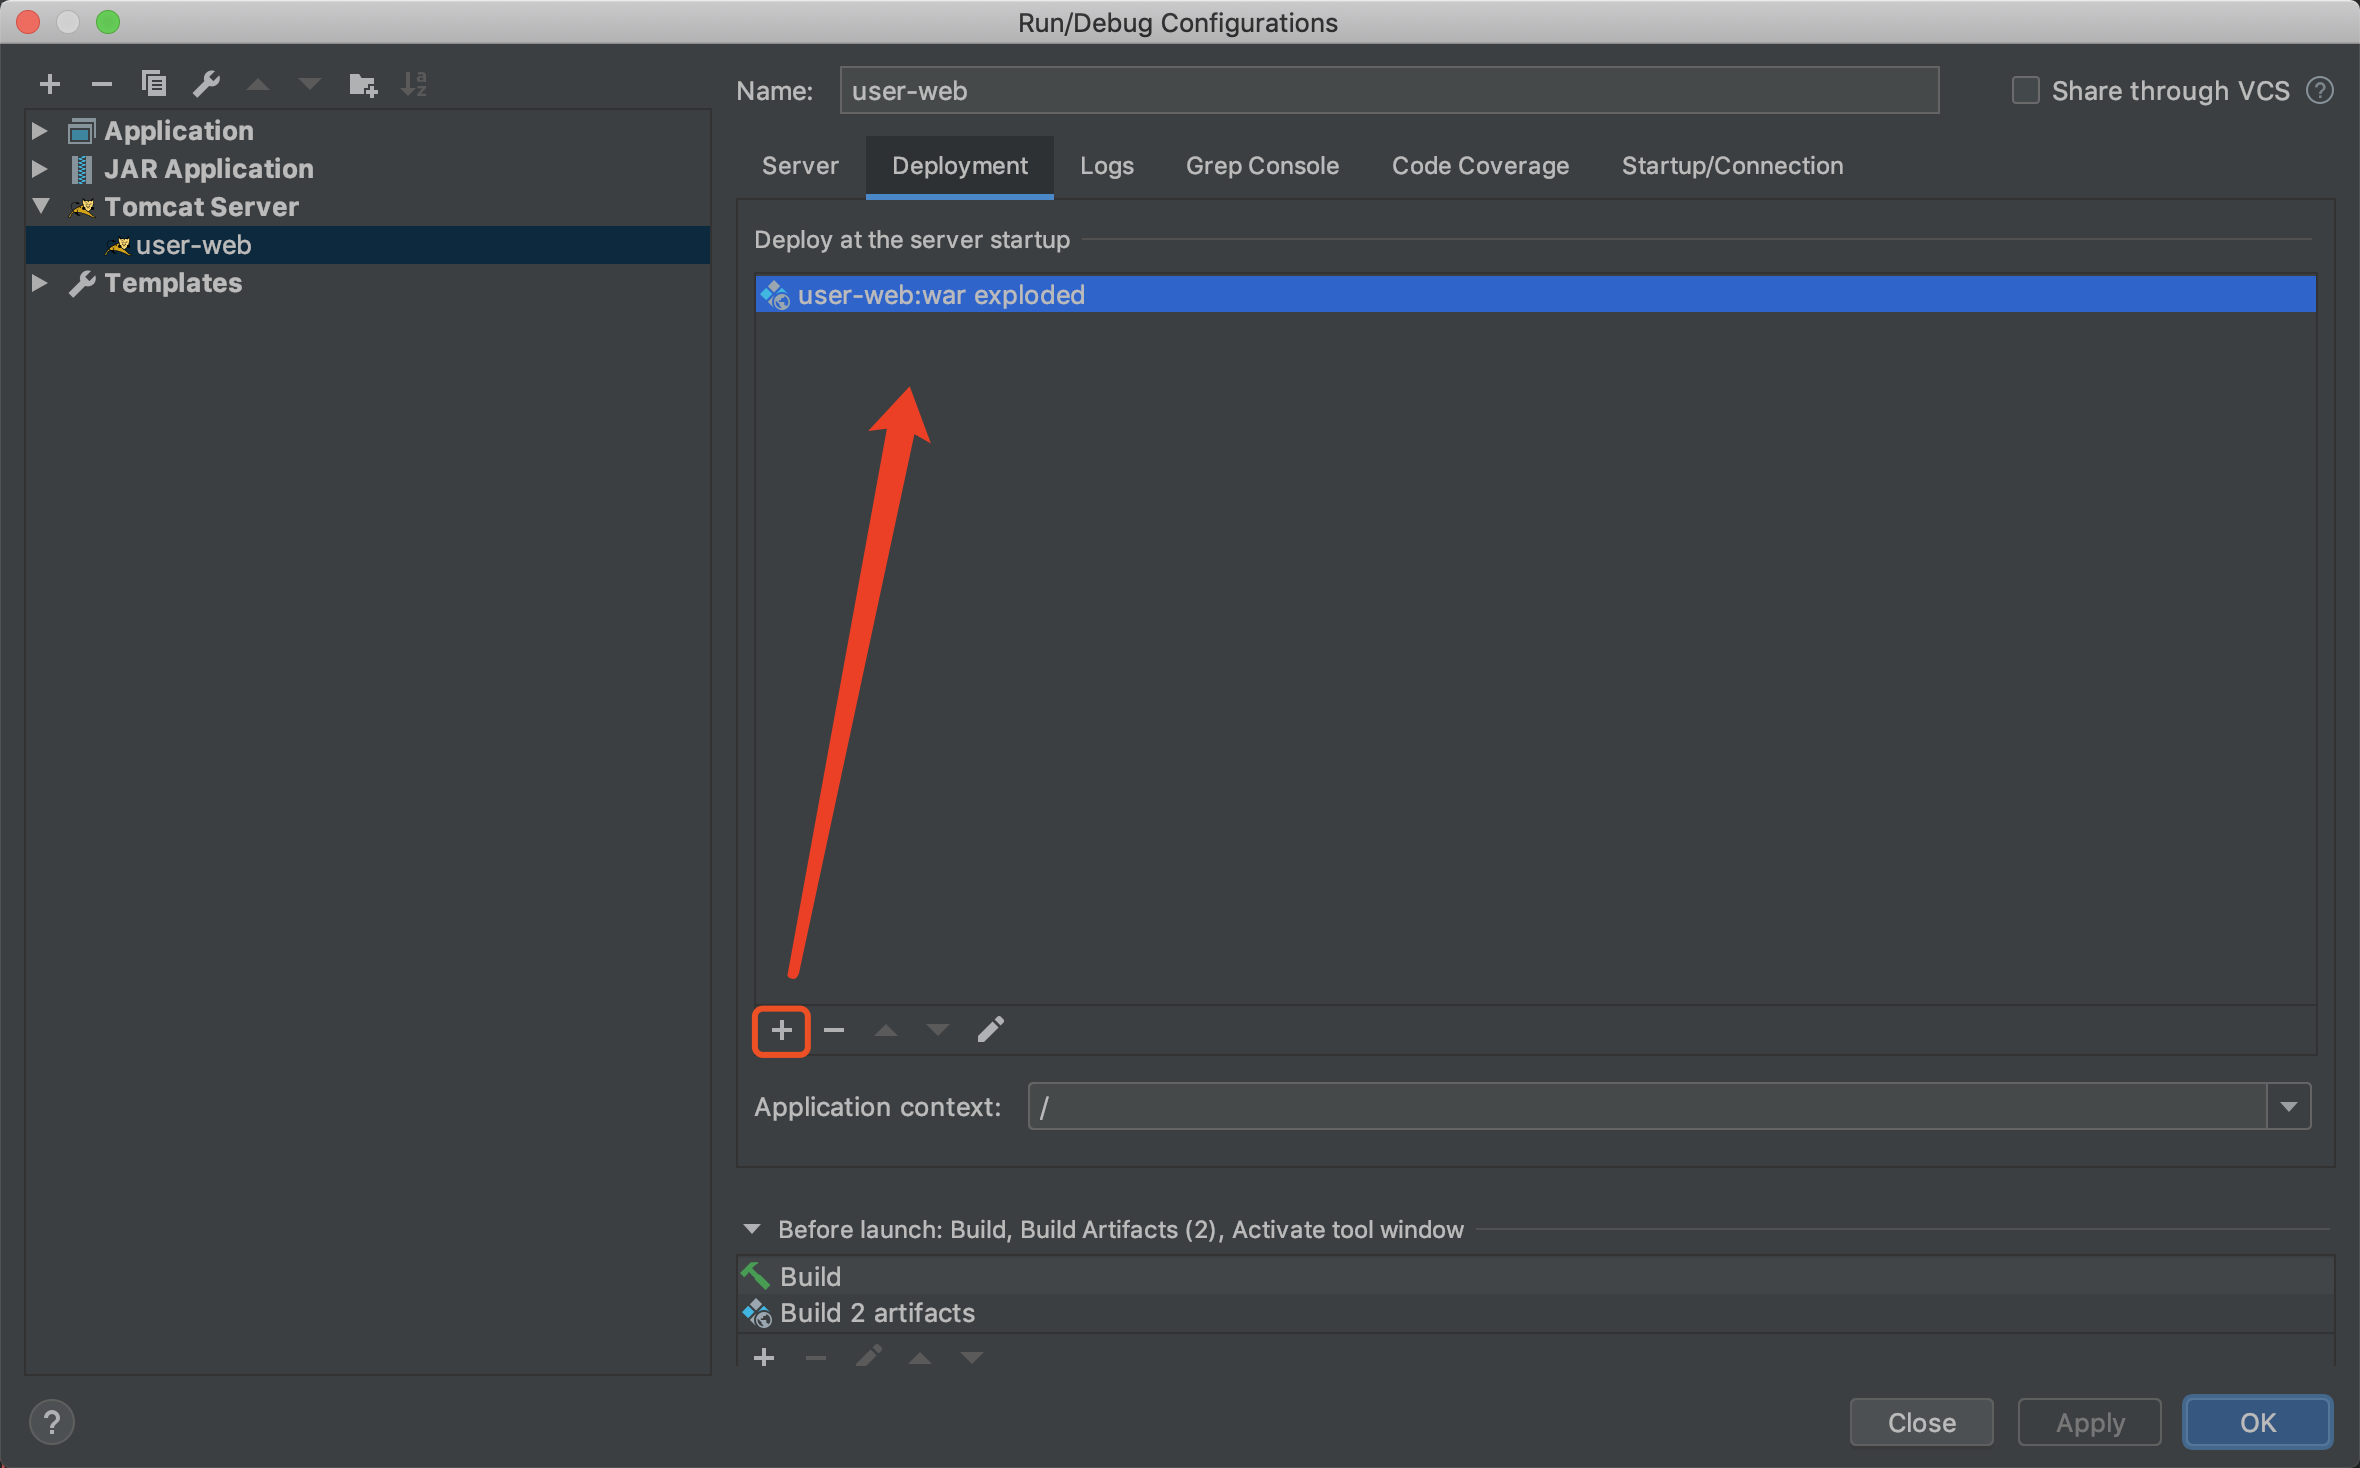 Run/Debug Configurations
Application
JAR Application
Tomcat Server
user-web
Templates
Name: user-web
Share through VCS ?
Server Deployment Logs Grep Console Code Coverage Startup/Connection
Deploy at the server startup
user-web:war exploded
Application context: /
Before launch: Build, Build Artifacts (2), Activate tool window
Build
Build 2 artifacts
? Close Apply OK